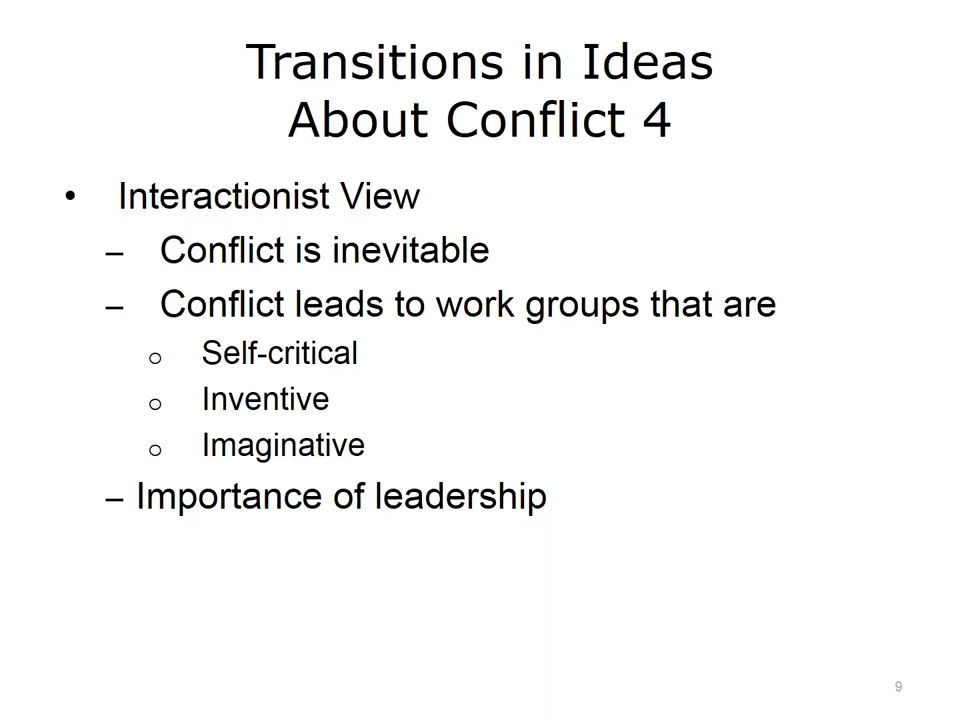 Transitions in Ideas
About Conflict 4
• Interactionist View
– Conflict is inevitable
– Conflict leads to work groups that are
o Self-critical
o Inventive
o Imaginative
– Importance of leadership
9